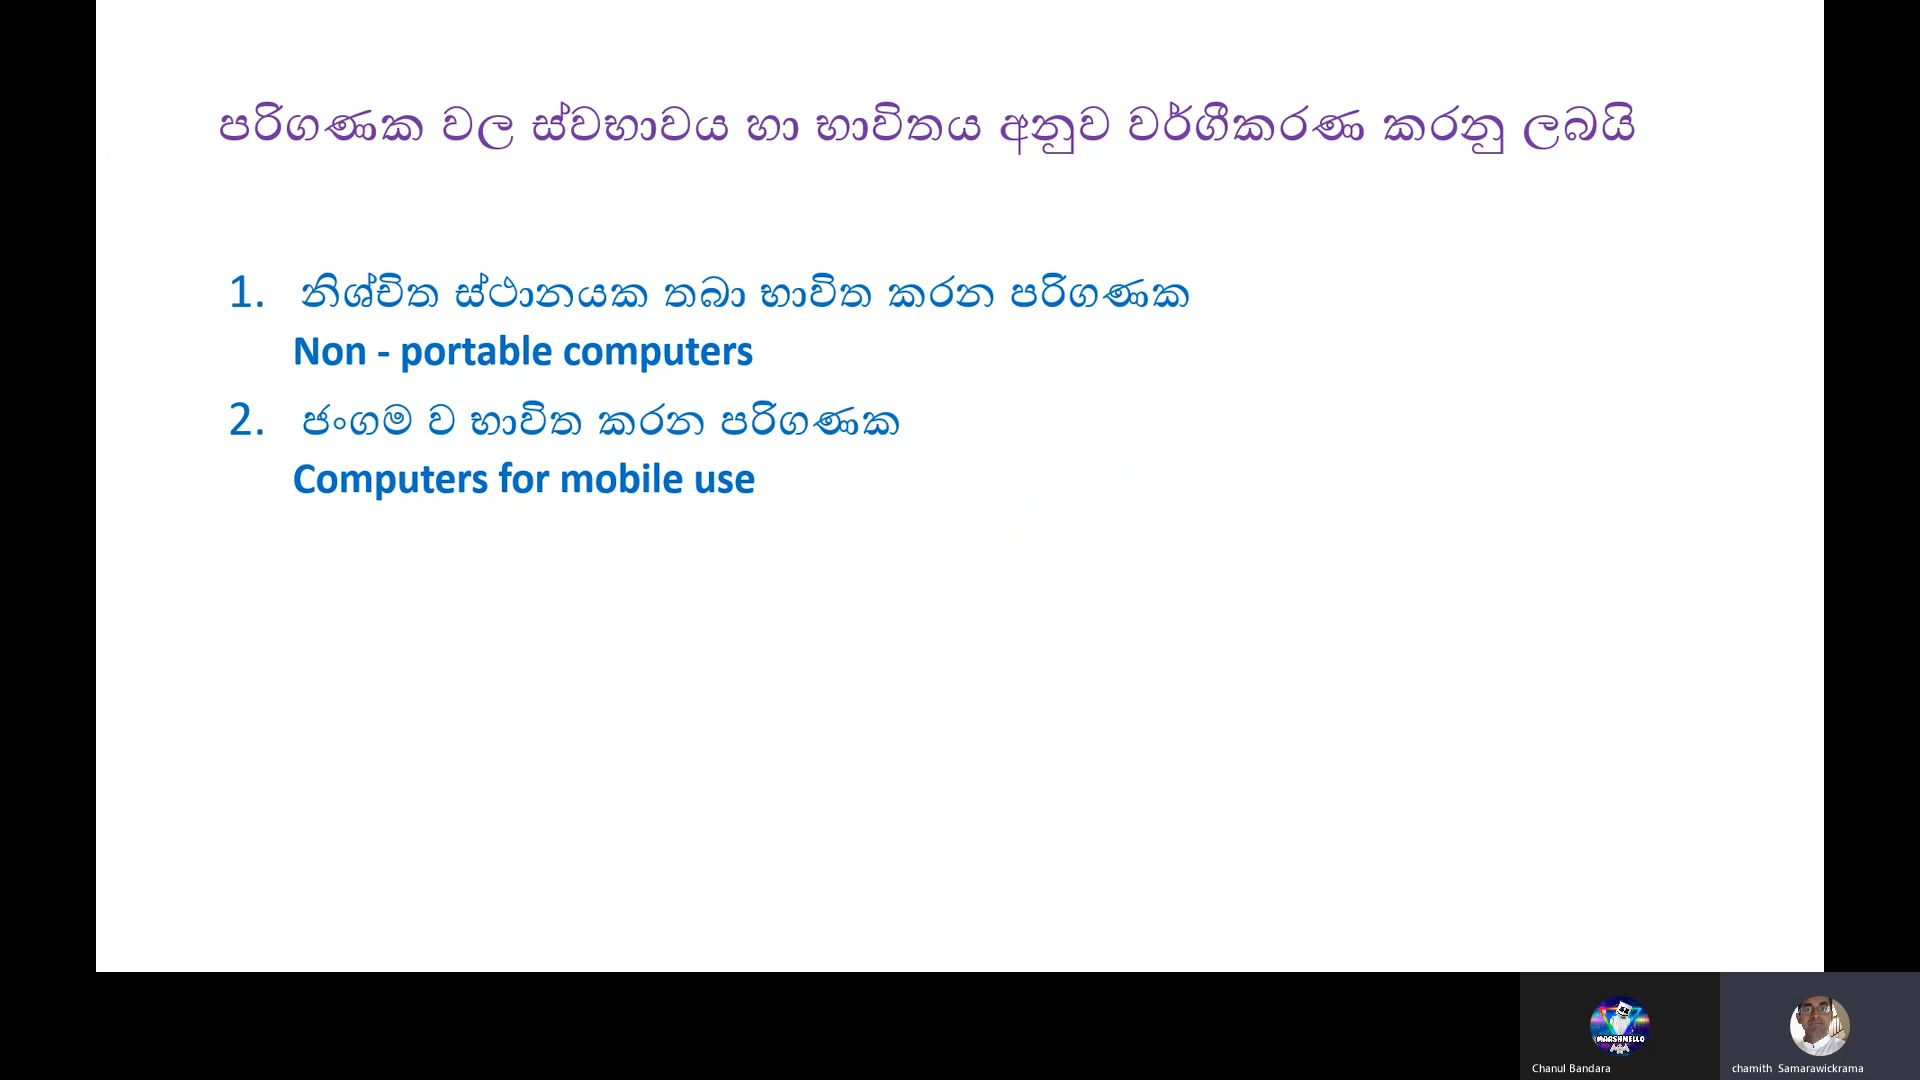 පරිගණක වල ස්වභාවය හා භාවිතය අනුව වර්ගීකරණ කරනු ලබයි
1. නිශ්චිත ස්ථානයක තබා භාවිත කරන පරිගණක
Non - portable computers
2. ජංගම ව භාවිත කරන පරිගණක
Computers for mobile use
MARSHMELLO
Chanul Bandara
chamith Samarawickrama